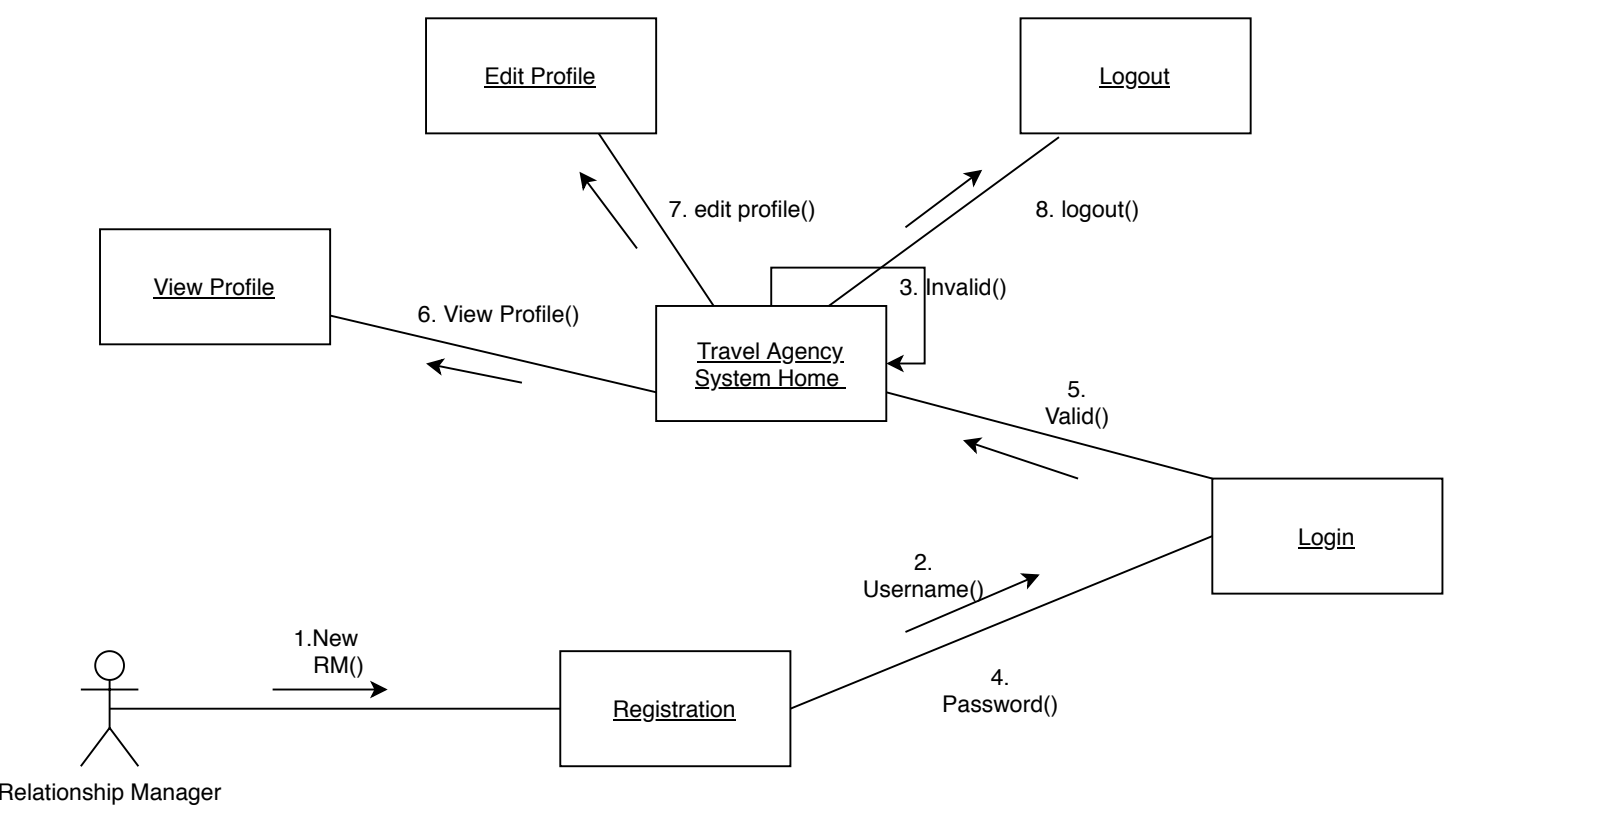 Edit Profile
Logout
7. edit profile()
8. logout()
View Profile
3. Invalid()
6. View Profile()
Travel Agency
System Home
5.
Valid()
Login
2.
Username()
1.New
RM()
4.
Password()
Registration
Relationship Manager